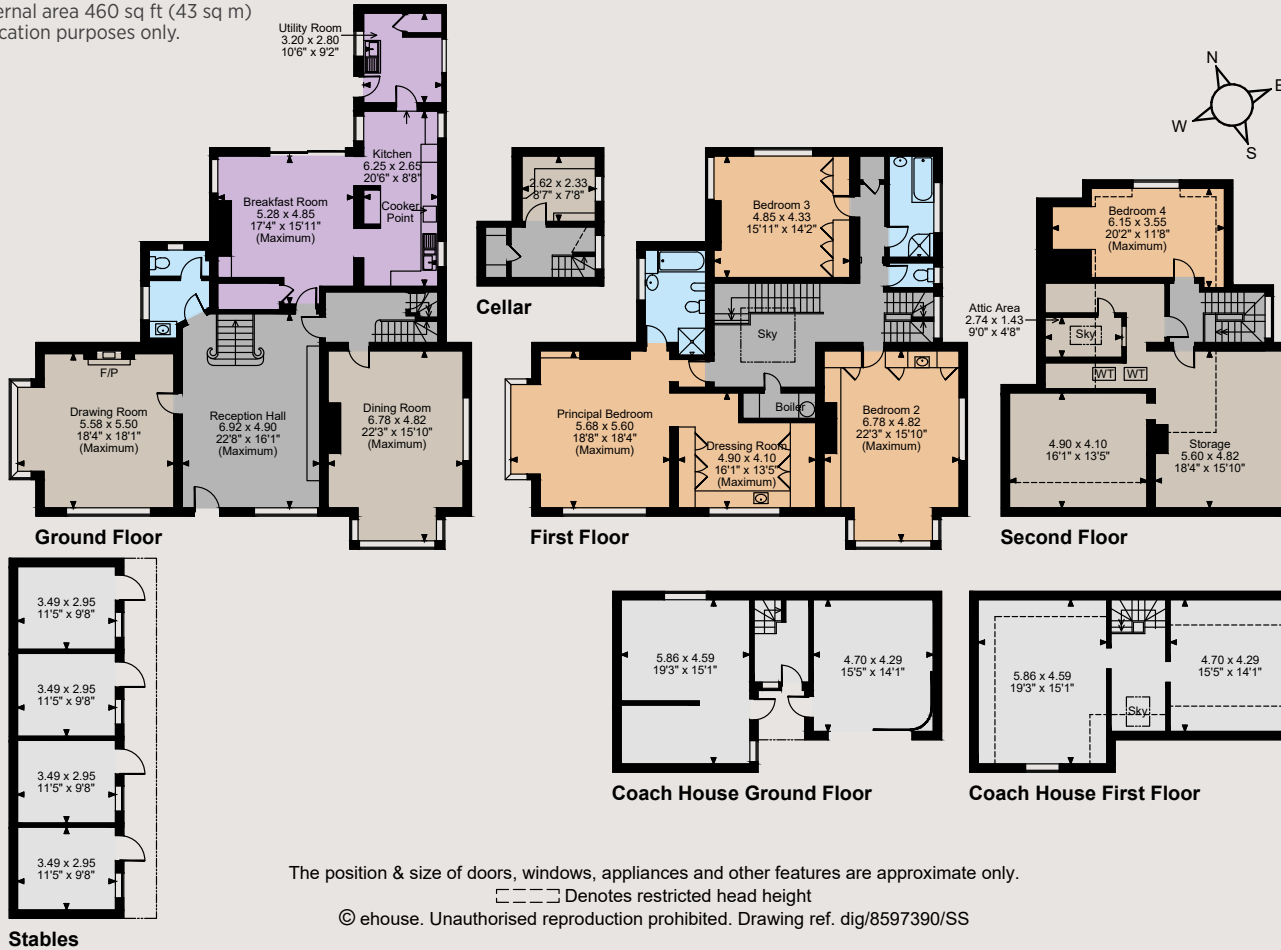 ernal area 460 sq ft (43 sq m)
cation purposes only.
Utility Room
3.20 x 2.80
10'6" x 9'2"
Kitchen
6.25 x 2.65
20'6" x 8'8"
Breakfast Room
5.28 x 4.85
17'4" x 15'11"
(Maximum)
Cooker
Point
F/P
Drawing Room
5.58 x 5.50
18'4" x 18'1"
(Maximum)
Reception Hall
6.92 x 4.90
22'8" x 16'1"
(Maximum)
Dining Room
6.78 x 4.82
22'3" x 15'10"
(Maximum)
Ground Floor
2.62 x 2.33
8'7" x 7'8"
Cellar
Bedroom 3
4.85 x 4.33
15'11" x 14'2"
Sky
Principal Bedroom
5.68 x 5.60
18'8" x 18'4"
(Maximum)
Boiler
Dressing Room
4.90 x 4.10
16'1" x 13'5"
(Maximum)
Bedroom 2
6.78 x 4.82
22'3" x 15'10"
(Maximum)
First Floor
N
E
W
S
Bedroom 4
6.15 x 3.55
20'2" x 11'8"
(Maximum)
Attic Area
2.74 x 1.43
9'0" x 4'8"
Sky
WT
WT
4.90 x 4.10
16'1" x 13'5"
Storage
5.60 x 4.82
18'4" x 15'10"
Second Floor
3.49 x 2.95
11'5" x 9'8"
3.49 x 2.95
11'5" x 9'8"
3.49 x 2.95
11'5" x 9'8"
3.49 x 2.95
11'5" x 9'8"
Stables
5.86 x 4.59
19'3" x 15'1"
4.70 x 4.29
15'5" x 14'1"
Coach House Ground Floor
5.86 x 4.59
19'3" x 15'1"
4.70 x 4.29
15'5" x 14'1"
Sky
Coach House First Floor
The position & size of doors, windows, appliances and other features are approximate only.
Denotes restricted head height
© ehouse. Unauthorised reproduction prohibited. Drawing ref. dig/8597390/SS